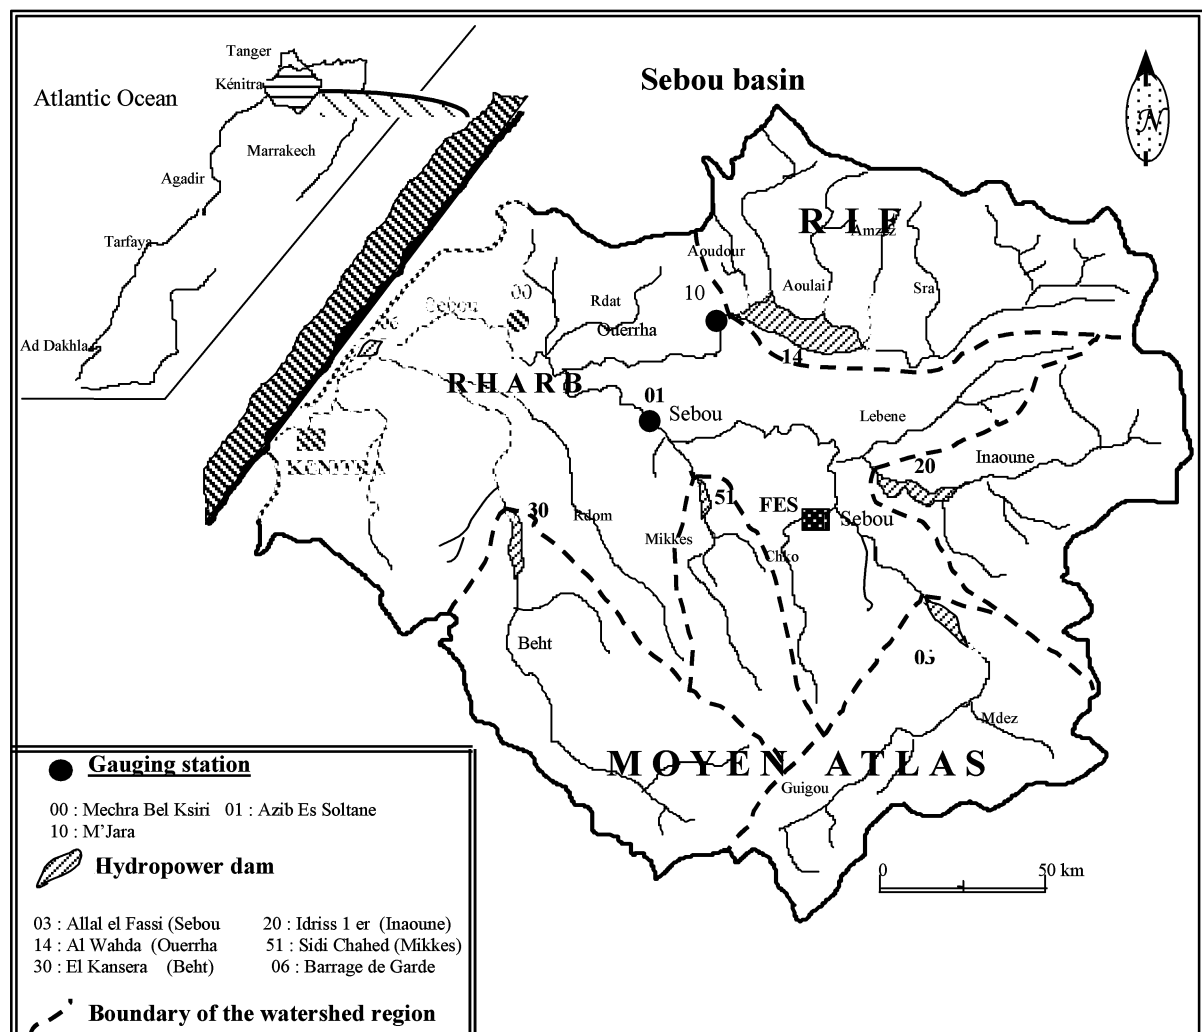 Sebou basin
Tanger
Kénitra
Atlantic Ocean
Marrakech
Agadir
Tarfaya
Ad Dakhla
N
RIF
Aoudour
Amzez
Aoulai
Sra
10
00
Rdat
Sebou
Ouerrha
06
14
RHARB
01
Sebou
Lebene
KENITRA
20
Inaoune
51
FES
Sebou
30
Rdom
Mikkes
Chko
Beht
03
Mdez
MOYEN ATLAS
Guigou
0 50 km
Gauging station
00 : Mechra Bel Ksiri 01 : Azib Es Soltane
10 : M'Jara
Hydropower dam
03 : Allal el Fassi (Sebou 20 : Idriss 1 er (Inaoune)
14 : Al Wahda (Ouerrha 51 : Sidi Chahed (Mikkes)
30 : El Kansera (Beht) 06 : Barrage de Garde
Boundary of the watershed region